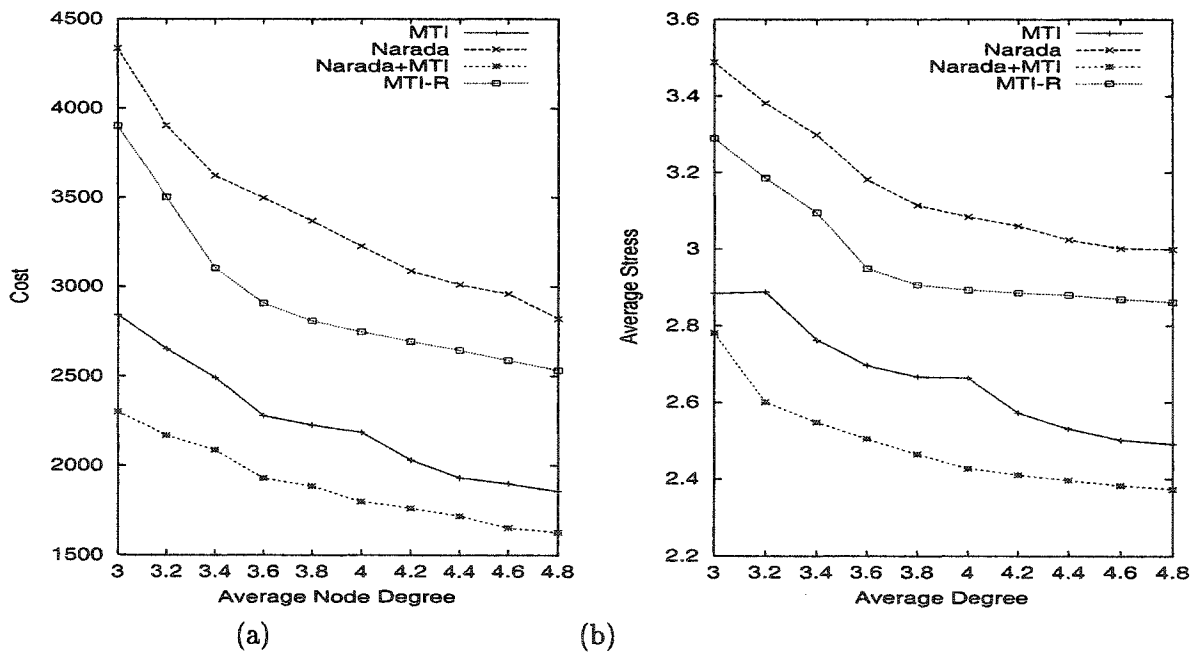 4500
4000
3500
3000
2500
2000
1500
Cost
MTI
Narada
Narada+MTI
MTI-R
3 3.2 3.4 3.6 3.8 4 4.2 4.4 4.6 4.8
Average Node Degree
(a)
3.6
3.4
3.2
3
2.8
2.6
2.4
2.2
Average Stress
MTI
Narada
Narada+MTI
MTI-R
3 3.2 3.4 3.6 3.8 4 4.2 4.4 4.6 4.8
Average Degree
(b)